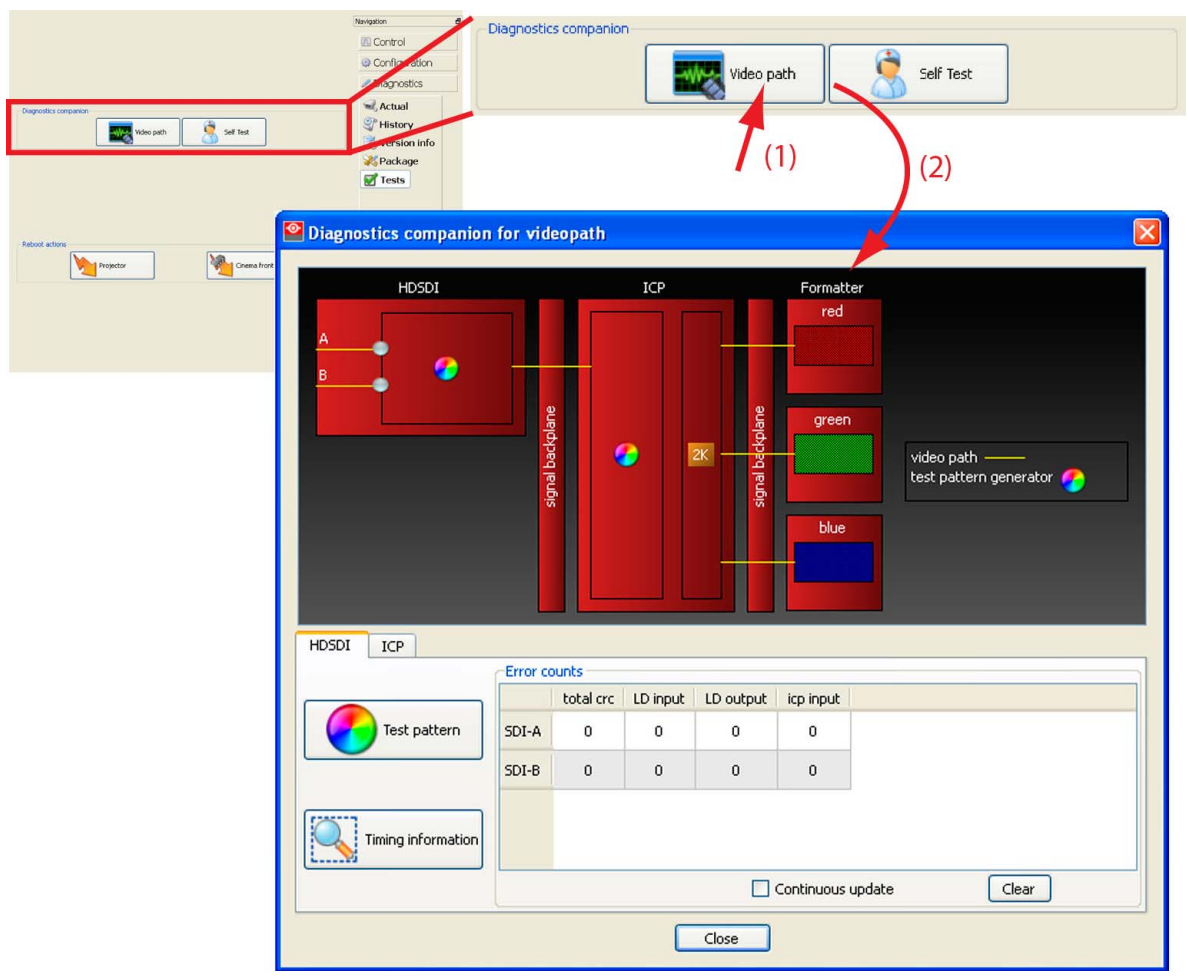 Navigation
Control
Configuration
Diagnostics
Actual
History
Version info
Package
Tests
Diagnostics companion
Video path
Self Test
Reboot actions
Projector
Cinema front
Diagnostics companion
Video path
Self Test
(1)
(2)
Diagnostics companion for videopath
HDSDI
ICP
Formatter
A
B
signal backplane
2K
signal backplane
red
green
blue
video path
test pattern generator
HDSDI ICP
Test pattern
Timing information
Error counts
total crc LD input LD output icp input
SDI-A 0 0 0 0
SDI-B 0 0 0 0
Continuous update
Clear
Close